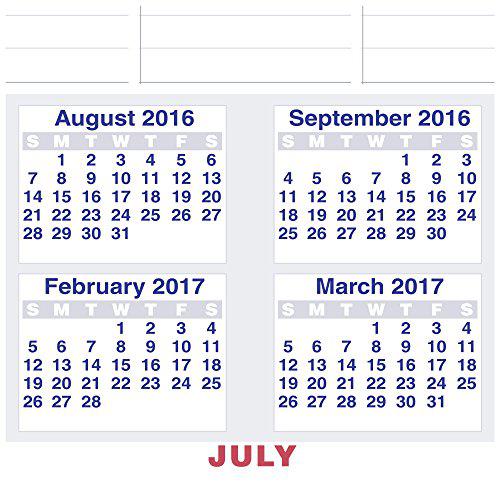 August 2016
S M T W T F S
1 2 3 4 5 6
7 8 9 10 11 12 13
14 15 16 17 18 19 20
21 22 23 24 25 26 27
28 29 30 31
September 2016
S M T W T F S
1 2 3
4 5 6 7 8 9 10
11 12 13 14 15 16 17
18 19 20 21 22 23 24
25 26 27 28 29 30
February 2017
S M T W T F S
1 2 3 4
5 6 7 8 9 10 11
12 13 14 15 16 17 18
19 20 21 22 23 24 25
26 27 28
March 2017
S M T W T F S
1 2 3 4
5 6 7 8 9 10 11
12 13 14 15 16 17 18
19 20 21 22 23 24 25
26 27 28 29 30 31
JULY